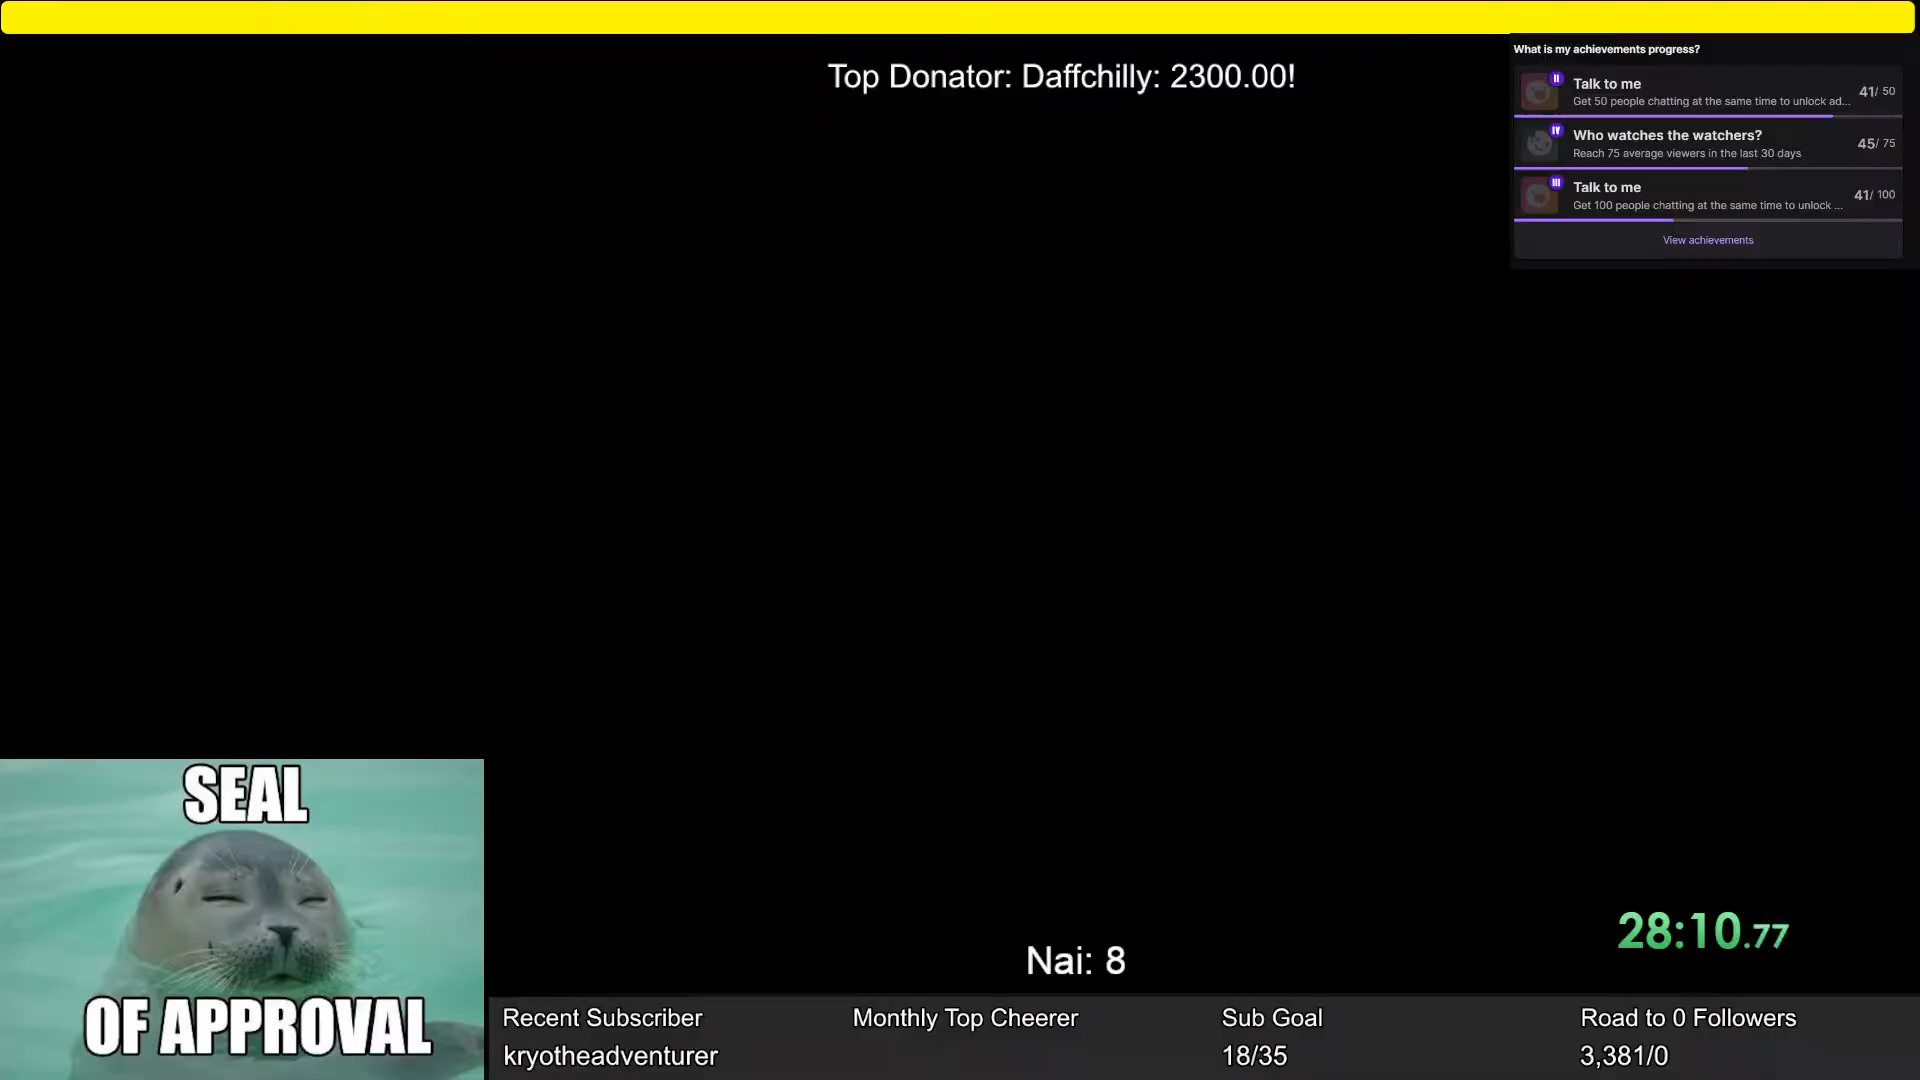 Top Donator: Daffchilly: 2300.00!
What is my achievements progress?
II
Talk to me
Get 50 people chatting at the same time to unlock ad...
41/ 50
IV
Who watches the watchers?
Reach 75 average viewers in the last 30 days
45/ 75
III
Talk to me
Get 100 people chatting at the same time to unlock ...
41/ 100
View achievements
SEAL
OF APPROVAL
28:10.77
Nai: 8
Recent Subscriber
kryotheadventurer
Monthly Top Cheerer
Sub Goal
18/35
Road to 0 Followers
3,381/0